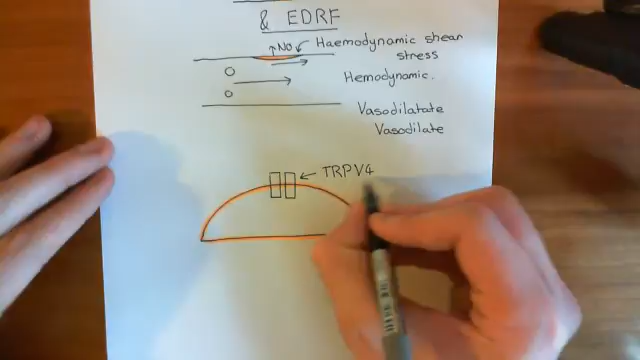 & EDRF
↑NO Haemodynamic shear
stress
Hemodynamic.
Vasodilatate
Vasodilate
TRPV4